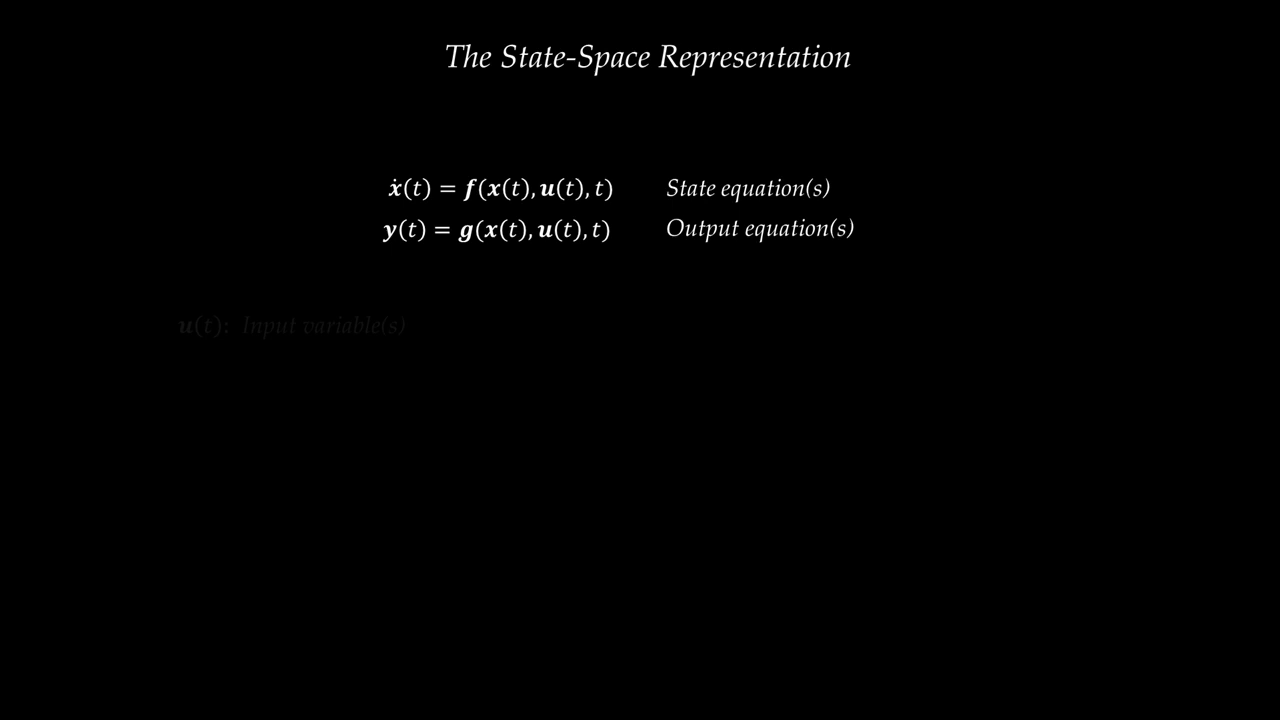 The State-Space Representation
ẋ(t) = f(x(t), u(t), t) State equation(s)
y(t) = g(x(t), u(t), t) Output equation(s)
u(t): Input variable(s)